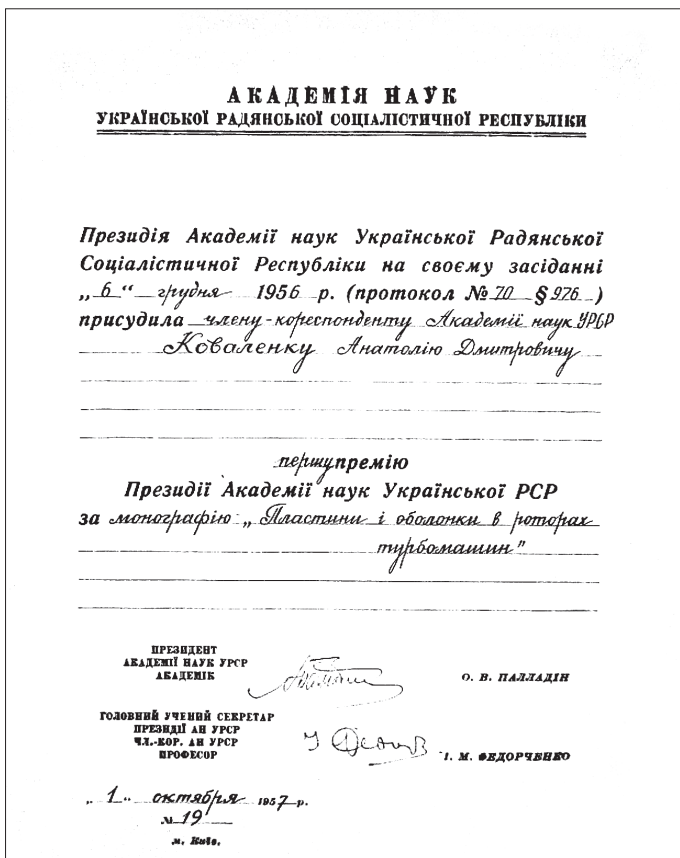 АКАДЕМІЯ НАУК
УКРАЇНСЬКОЇ РАДЯНСЬКОЇ СОЦІАЛІСТИЧНОЇ РЕСПУБЛІКИ
Президія Академії наук Української Радянської
Соціалістичної Республіки на своєму засіданні
„ 6 “ грудня 1956 р. (протокол № 70 § 976 )
присудила члену-кореспонденту Академії наук УРСР
Коваленку Анатолію Дмитровичу
першу премію
Президії Академії наук Української РСР
за монографію: „Пластини і оболонки в роторах
турбомашин"
ПРЕЗИДЕНТ
АКАДЕМІЇ НАУК УРСР
АКАДЕМІК
О. В. ПАЛЛАДІН
ГОЛОВНИЙ УЧЕНИЙ СЕКРЕТАР
ПРЕЗИДІЇ АН УРСР
ЧЛ.-КОР. АН УРСР
ПРОФЕСОР
І. М. ФЕДОРЧЕНКО
„ 1 " октября 1957 р.
№ 19
м. Київ.